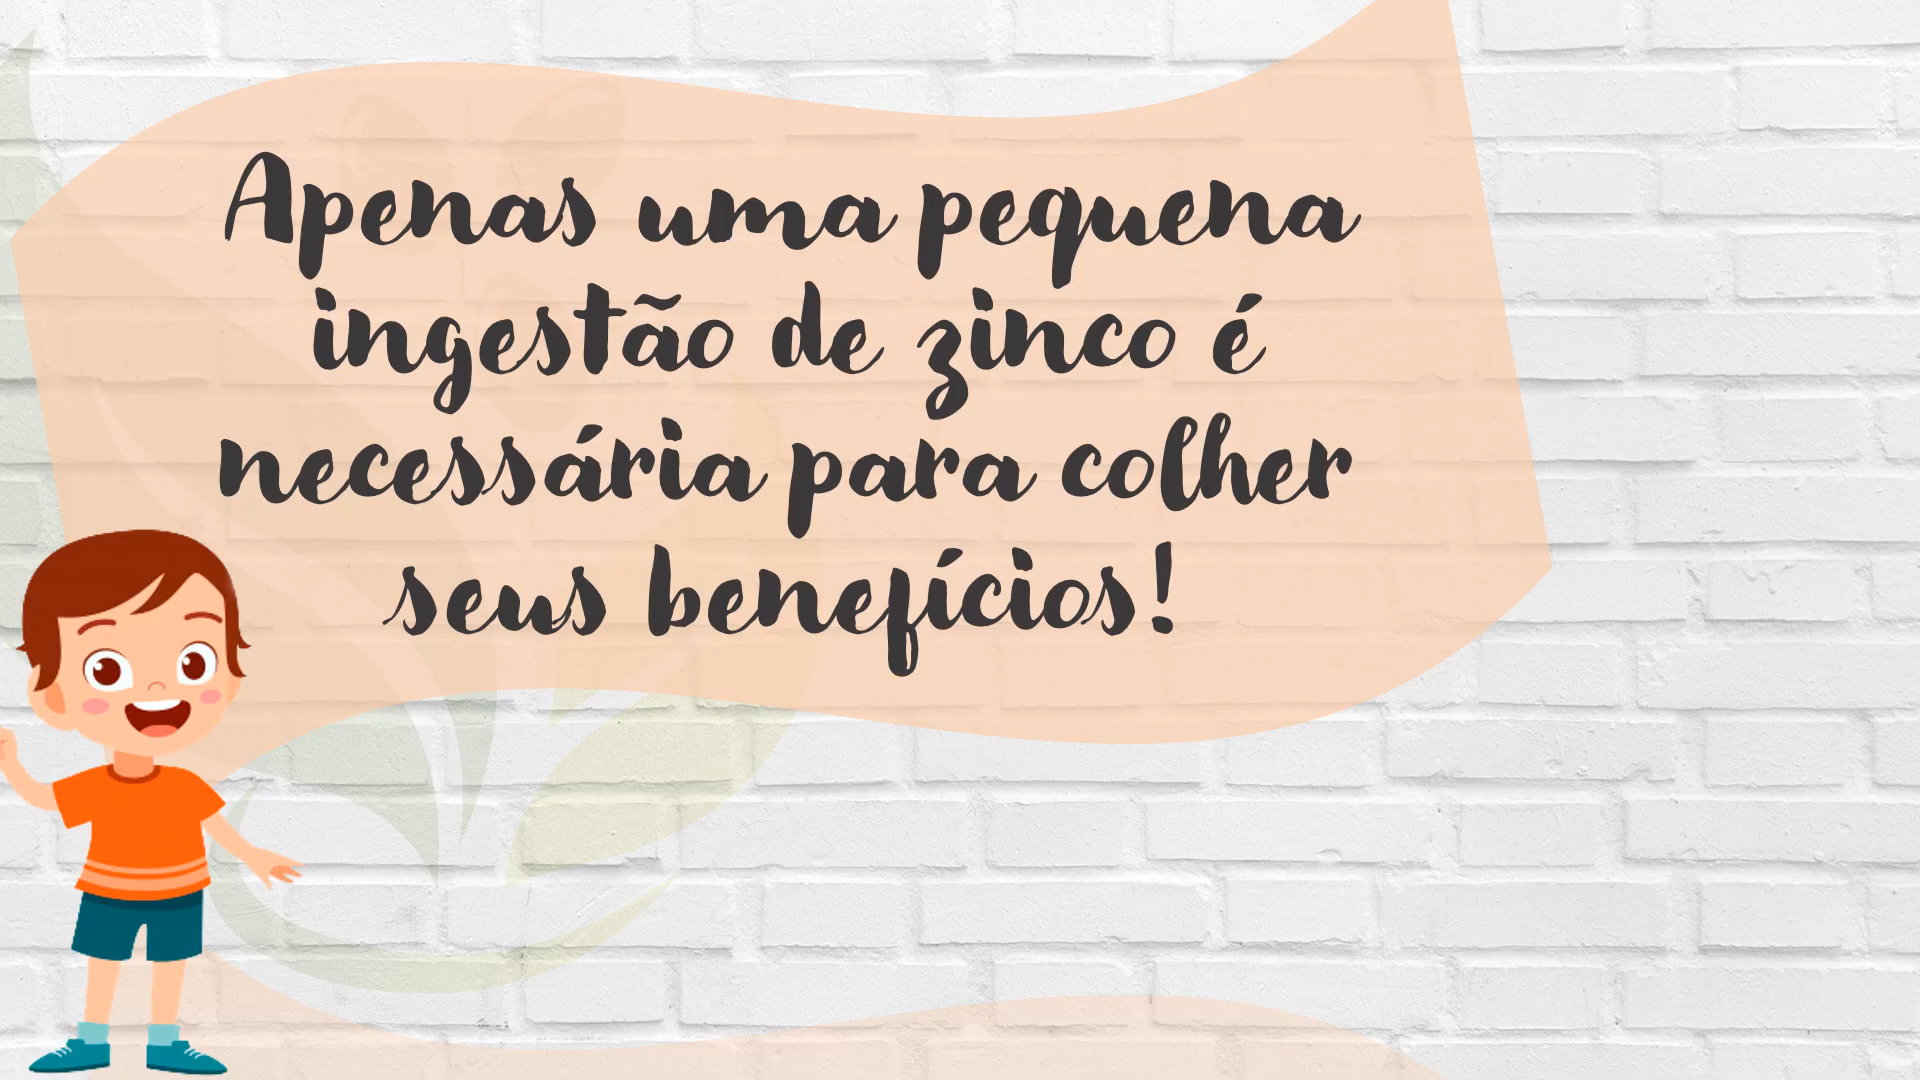 Apenas uma pequena
ingestão de zinco é
necessária para colher
seus benefícios!